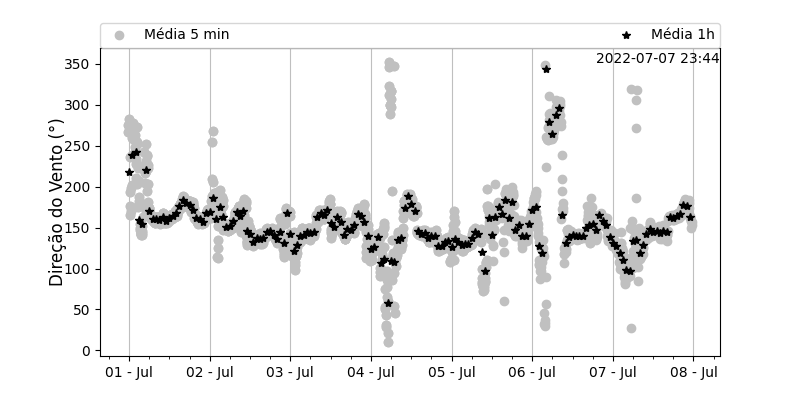 Média 5 min
Média 1h
2022-07-07 23:44
Direção do Vento (°)
350
300
250
200
150
100
50
0
01 - Jul
02 - Jul
03 - Jul
04 - Jul
05 - Jul
06 - Jul
07 - Jul
08 - Jul